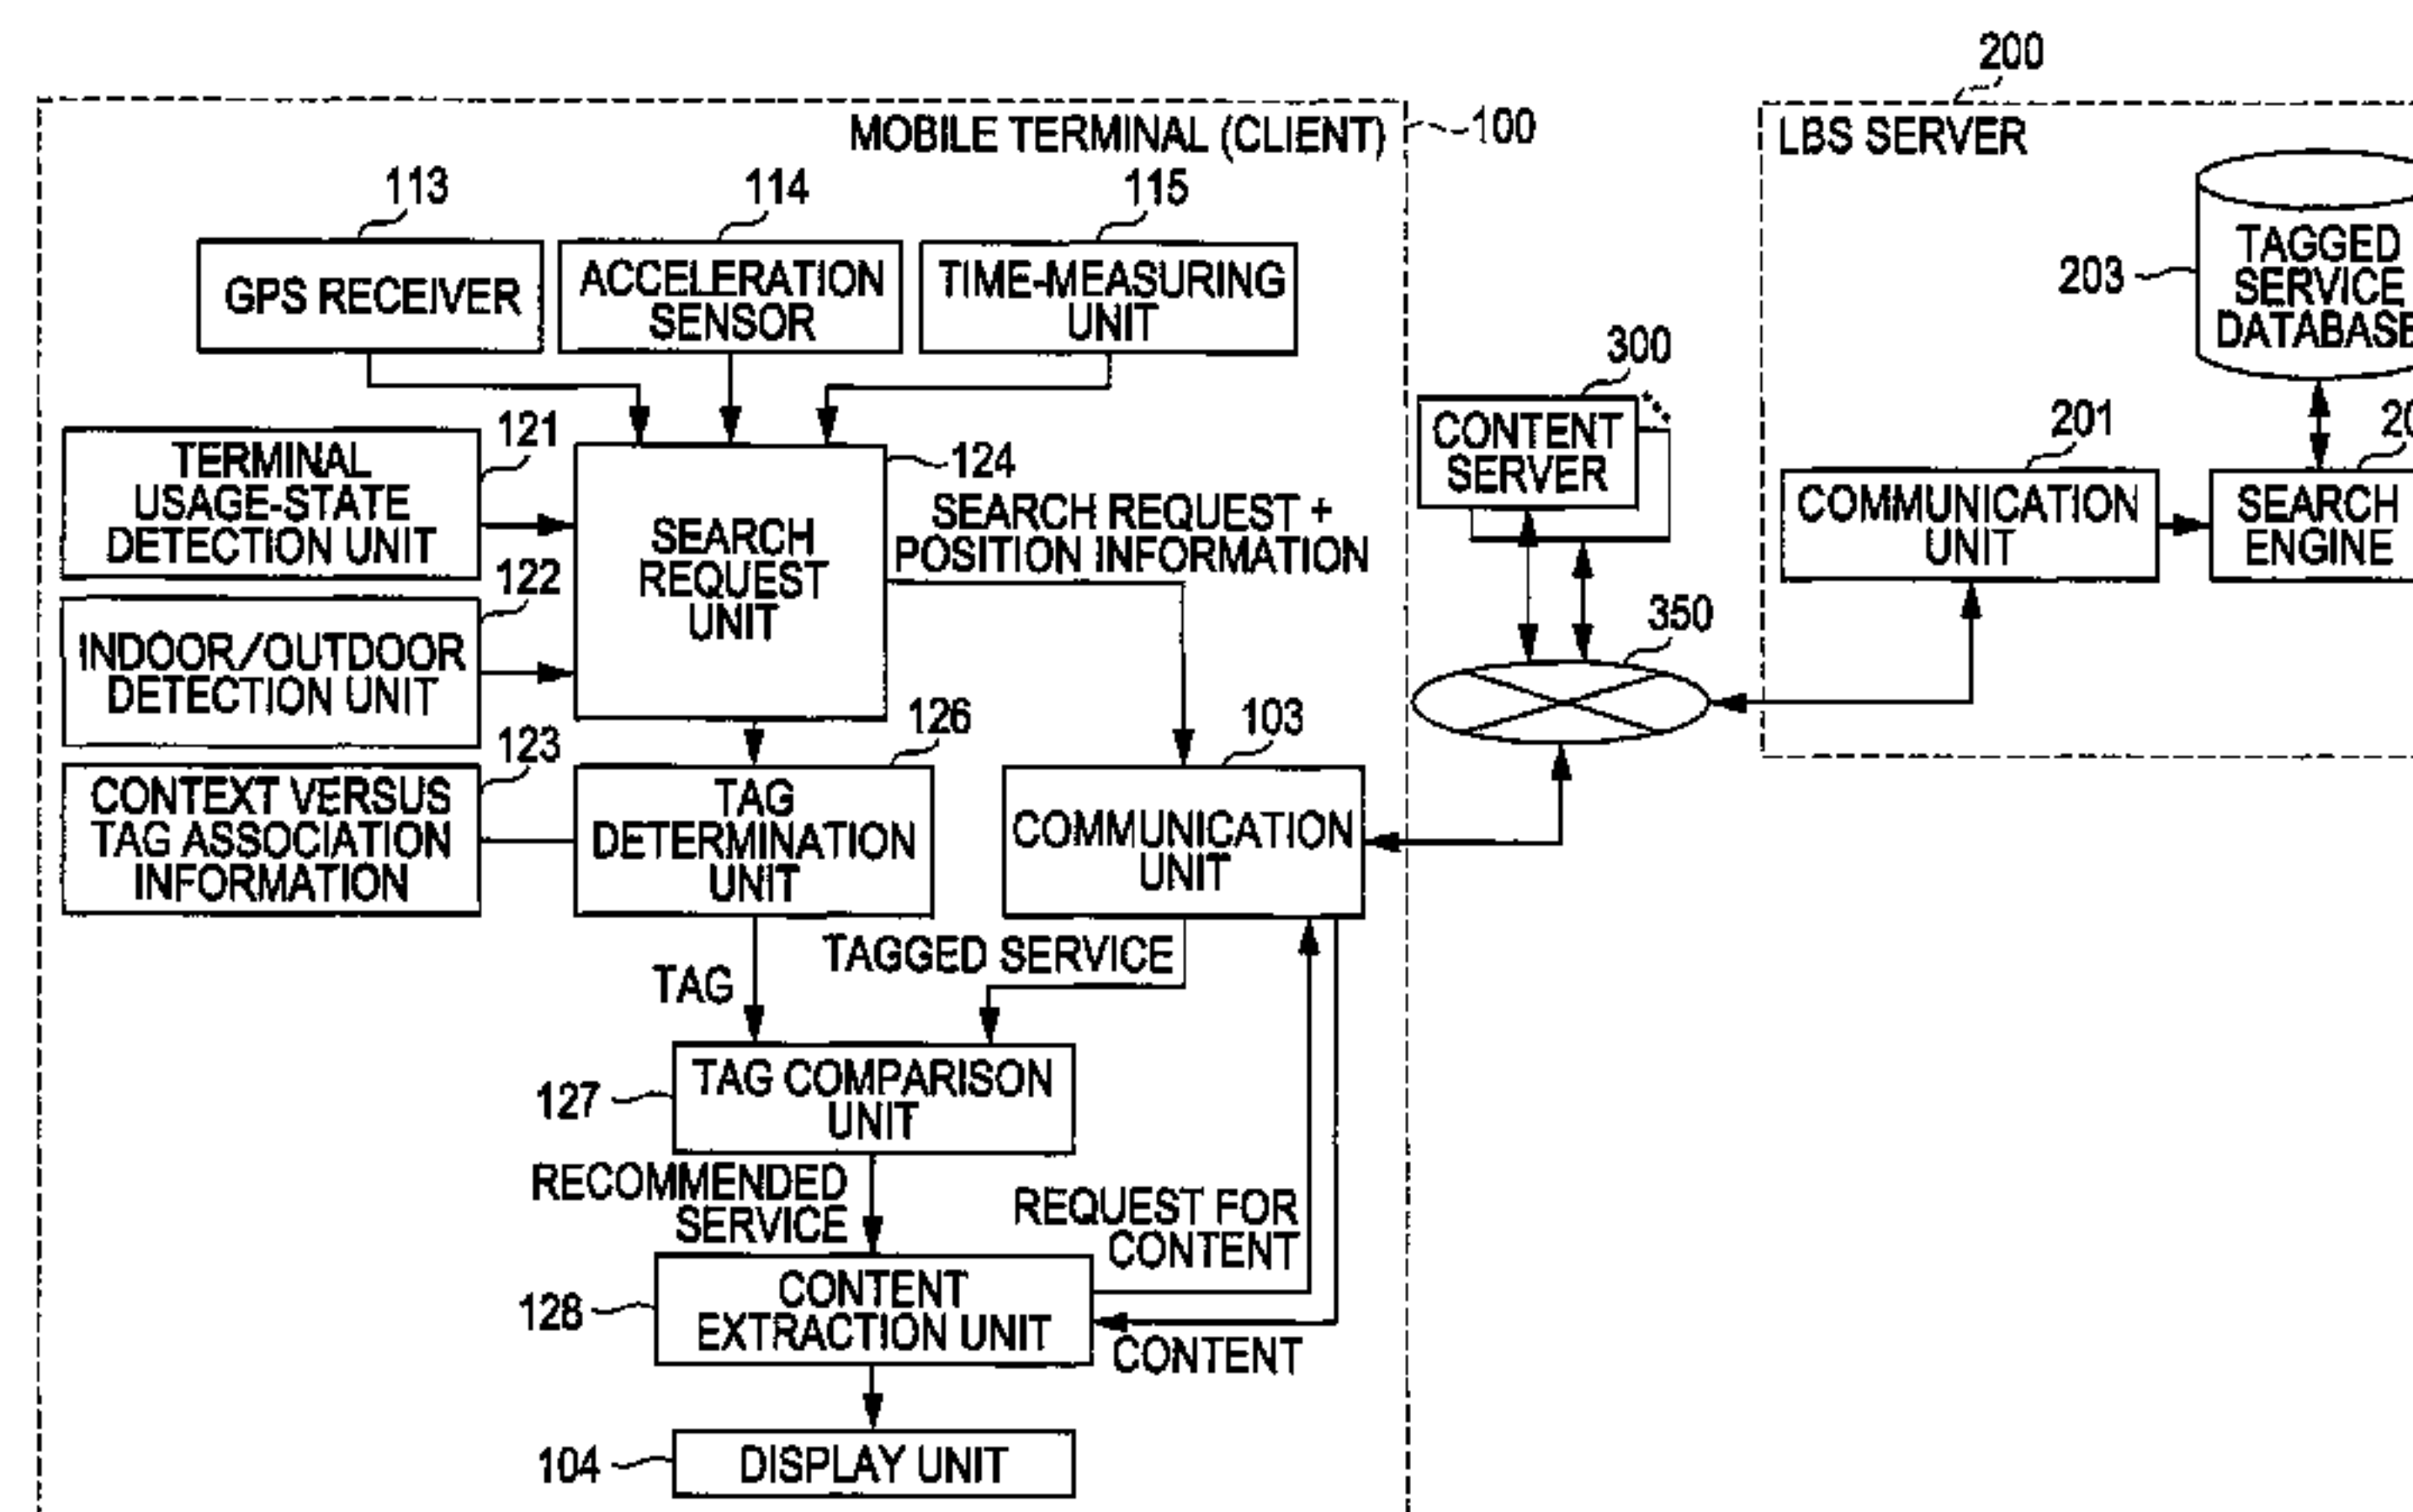 200
MOBILE TERMINAL (CLIENT)
100
LBS SERVER
113
114
115
GPS RECEIVER
ACCELERATION
SENSOR
TIME-MEASURING
UNIT
203
TAGGED
SERVICE
DATABASE
300
CONTENT
SERVER
121
TERMINAL
USAGE-STATE
DETECTION UNIT
124
SEARCH
REQUEST
UNIT
SEARCH REQUEST +
POSITION INFORMATION
201
COMMUNICATION
UNIT
SEARCH
ENGINE
122
INDOOR/OUTDOOR
DETECTION UNIT
350
123
CONTEXT VERSUS
TAG ASSOCIATION
INFORMATION
126
TAG
DETERMINATION
UNIT
103
COMMUNICATION
UNIT
TAG
TAGGED SERVICE
127
TAG COMPARISON
UNIT
RECOMMENDED
SERVICE
REQUEST FOR
CONTENT
128
CONTENT
EXTRACTION UNIT
CONTENT
104
DISPLAY UNIT